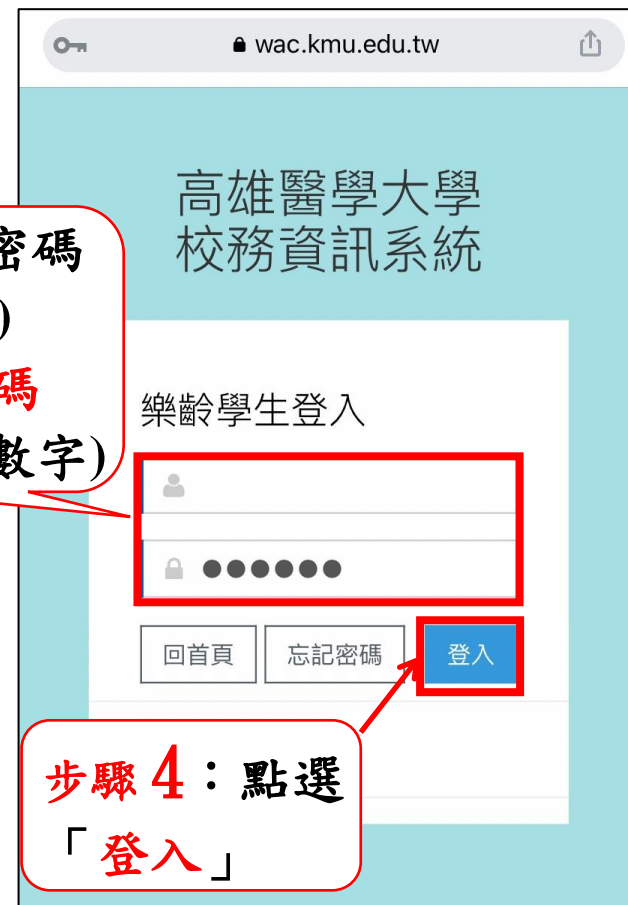 wac.kmu.edu.tw
高雄醫學大學
校務資訊系統
密碼
)
碼
數字)
樂齡學生登入
●●●●●●
回首頁
忘記密碼
登入
步驟4：點選
「登入」